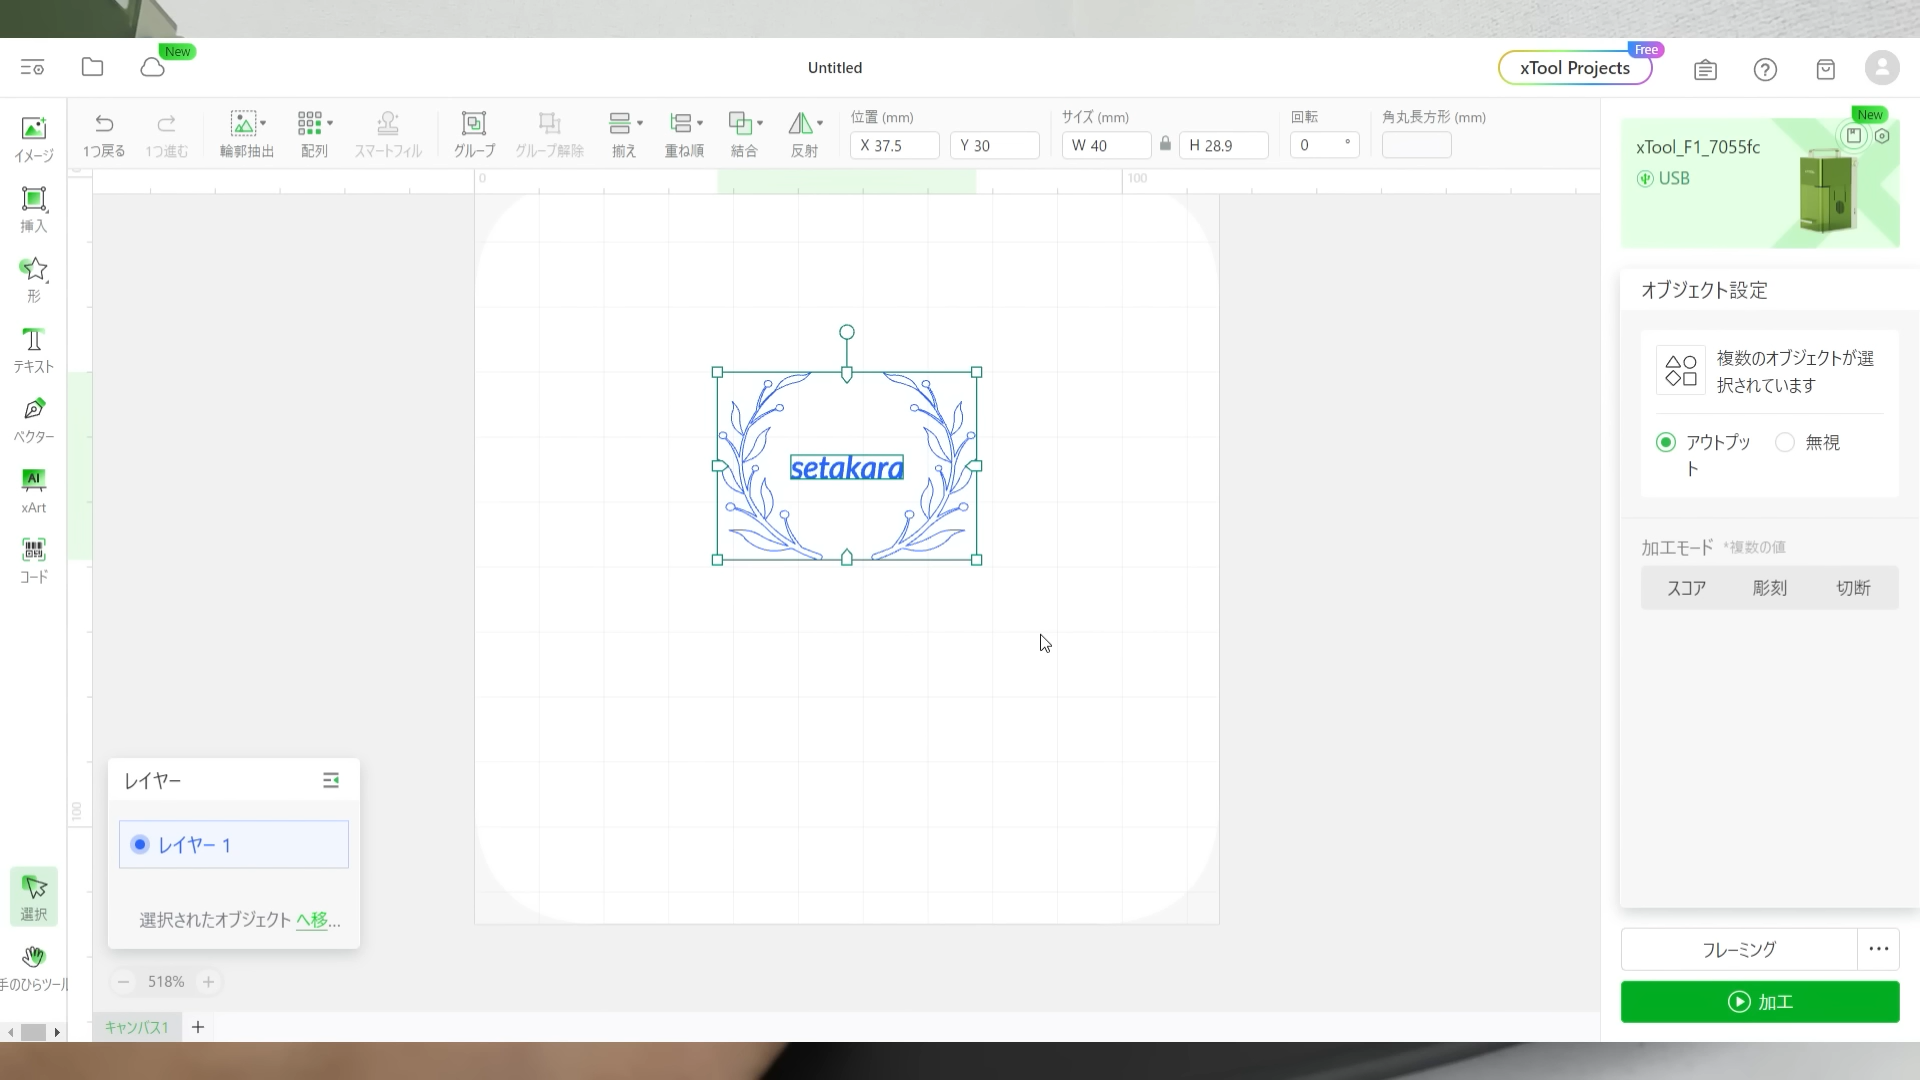 New
Untitled
Free
xTool Projects
1つ戻る
1つ進む
輪郭抽出
配列
スマートフィル
グループ
グループ解除
揃え
重ね順
結合
反射
位置 (mm)
X 37.5
Y 30
サイズ (mm)
W 40
H 28.9
回転
0 °
角丸長方形 (mm)
イメージ
挿入
形
テキスト
ベクター
AI
xArt
コード
選択
手のひらツール
0
100
100
setakara
レイヤー
レイヤー 1
選択されたオブジェクト へ移...
518%
キャンバス1
New
xTool_F1_7055fc
USB
オブジェクト設定
複数のオブジェクトが選
択されています
アウトプッ
ト
無視
加工モード *複数の値
スコア
彫刻
切断
フレーミング
加工